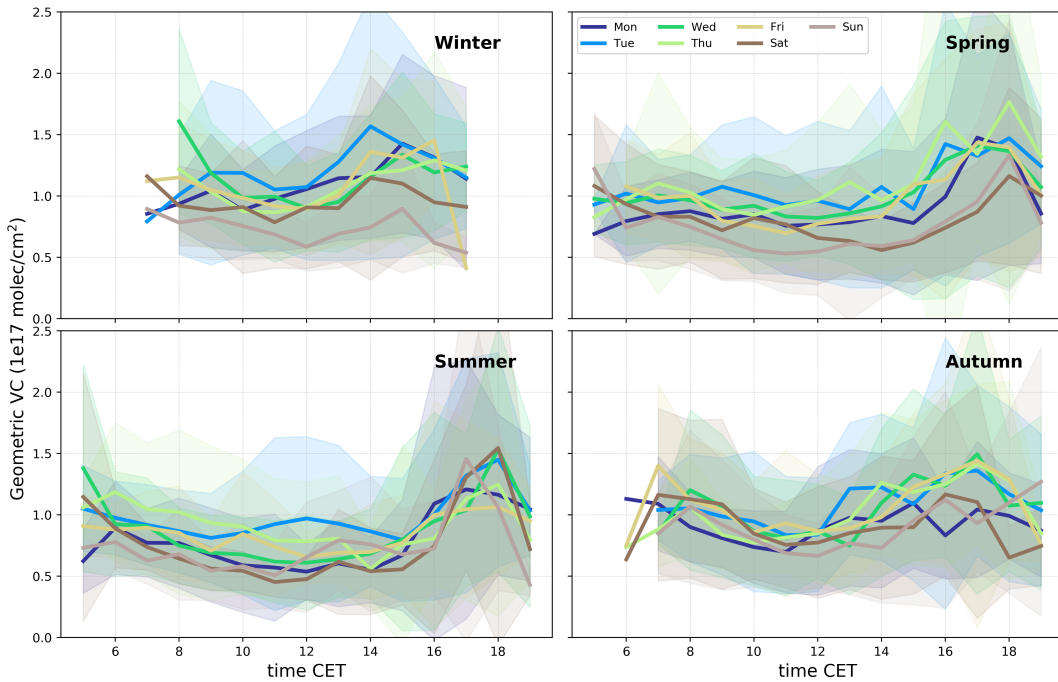 2.5
2.0
1.5
1.0
0.5
0.0
Winter
Mon
Tue
Wed
Thu
Fri
Sat
Sun
Spring
Geometric VC (1e17 molec/cm²)
2.5
2.0
1.5
1.0
0.5
0.0
Summer
6 8 10 12 14 16 18
time CET
Autumn
6 8 10 12 14 16 18
time CET